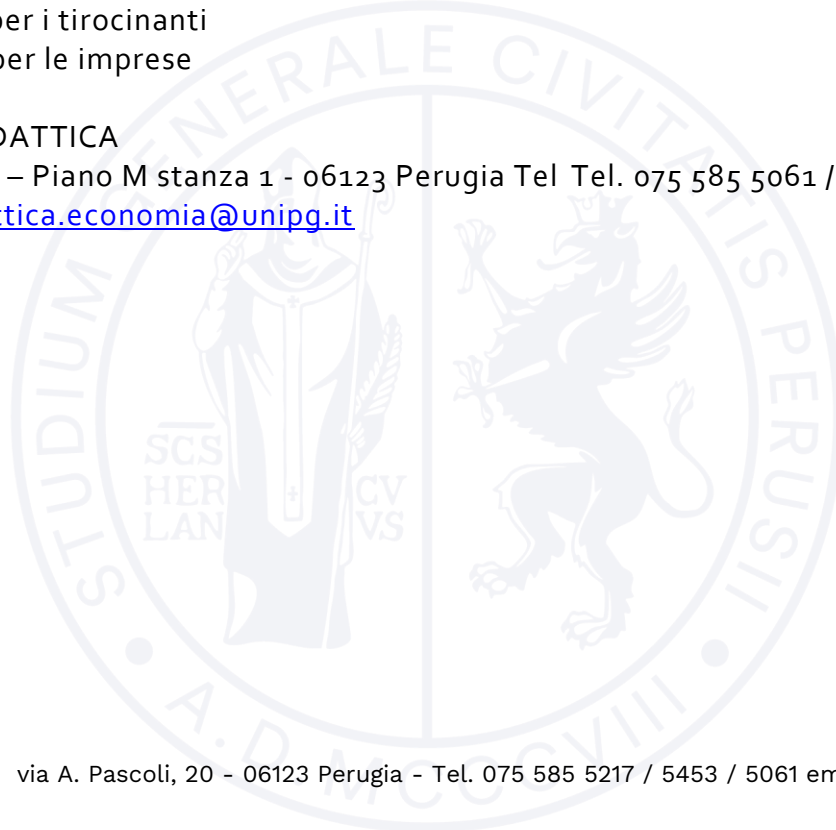 per i tirocinanti
per le imprese
DATTICA
– Piano M stanza 1 - 06123 Perugia Tel Tel. 075 585 5061 /
ttica.economia@unipg.it
STUDIUM GENERALE CIVITATIS PERUSII
SCS
HER
LAN
CV
VS
A.D. MCCCVIII
via A. Pascoli, 20 - 06123 Perugia - Tel. 075 585 5217 / 5453 / 5061 em